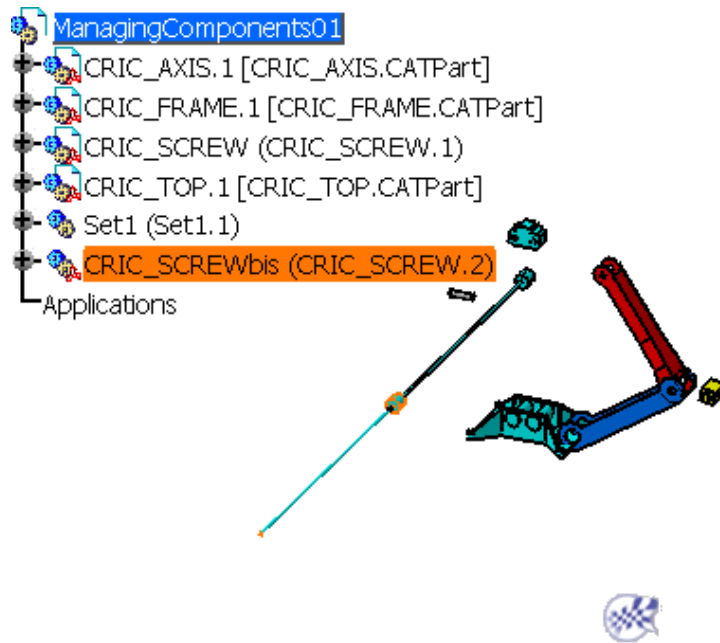 ManagingComponents01
CRIC_AXIS.1 [CRIC_AXIS.CATPart]
CRIC_FRAME.1 [CRIC_FRAME.CATPart]
CRIC_SCREW (CRIC_SCREW.1)
CRIC_TOP.1 [CRIC_TOP.CATPart]
Set1 (Set1.1)
CRIC_SCREWbis (CRIC_SCREW.2)
Applications